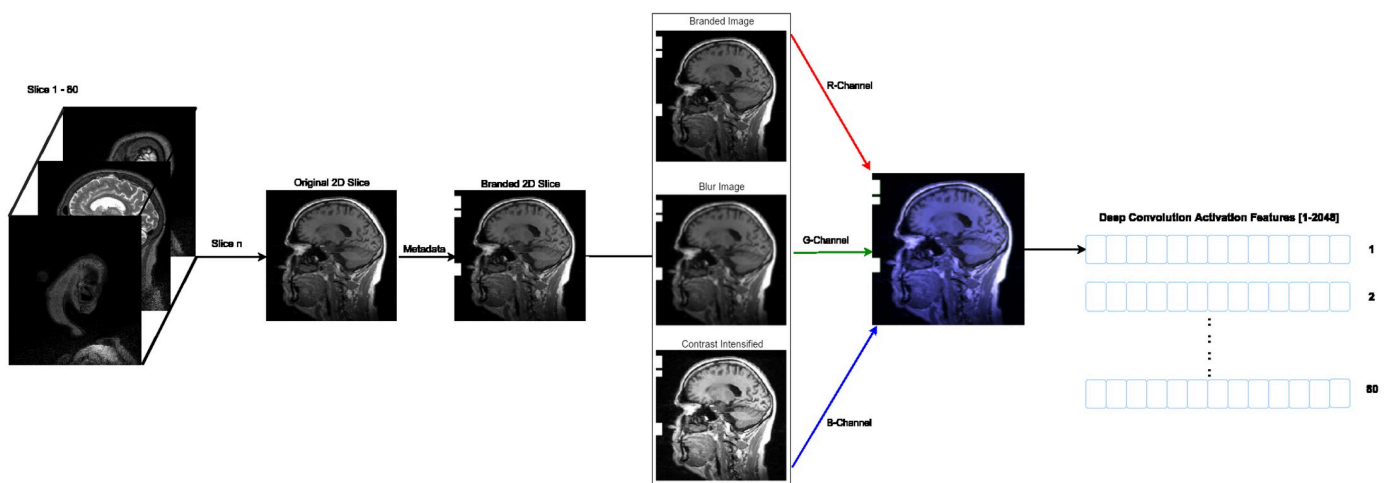 Slice 1 - 80
Slice n
Original 2D Slice
Metadata
Branded 2D Slice
Branded Image
Blur Image
Contrast Intensified
R-Channel
G-Channel
B-Channel
Deep Convolution Activation Features [1-2048]
1
2
80